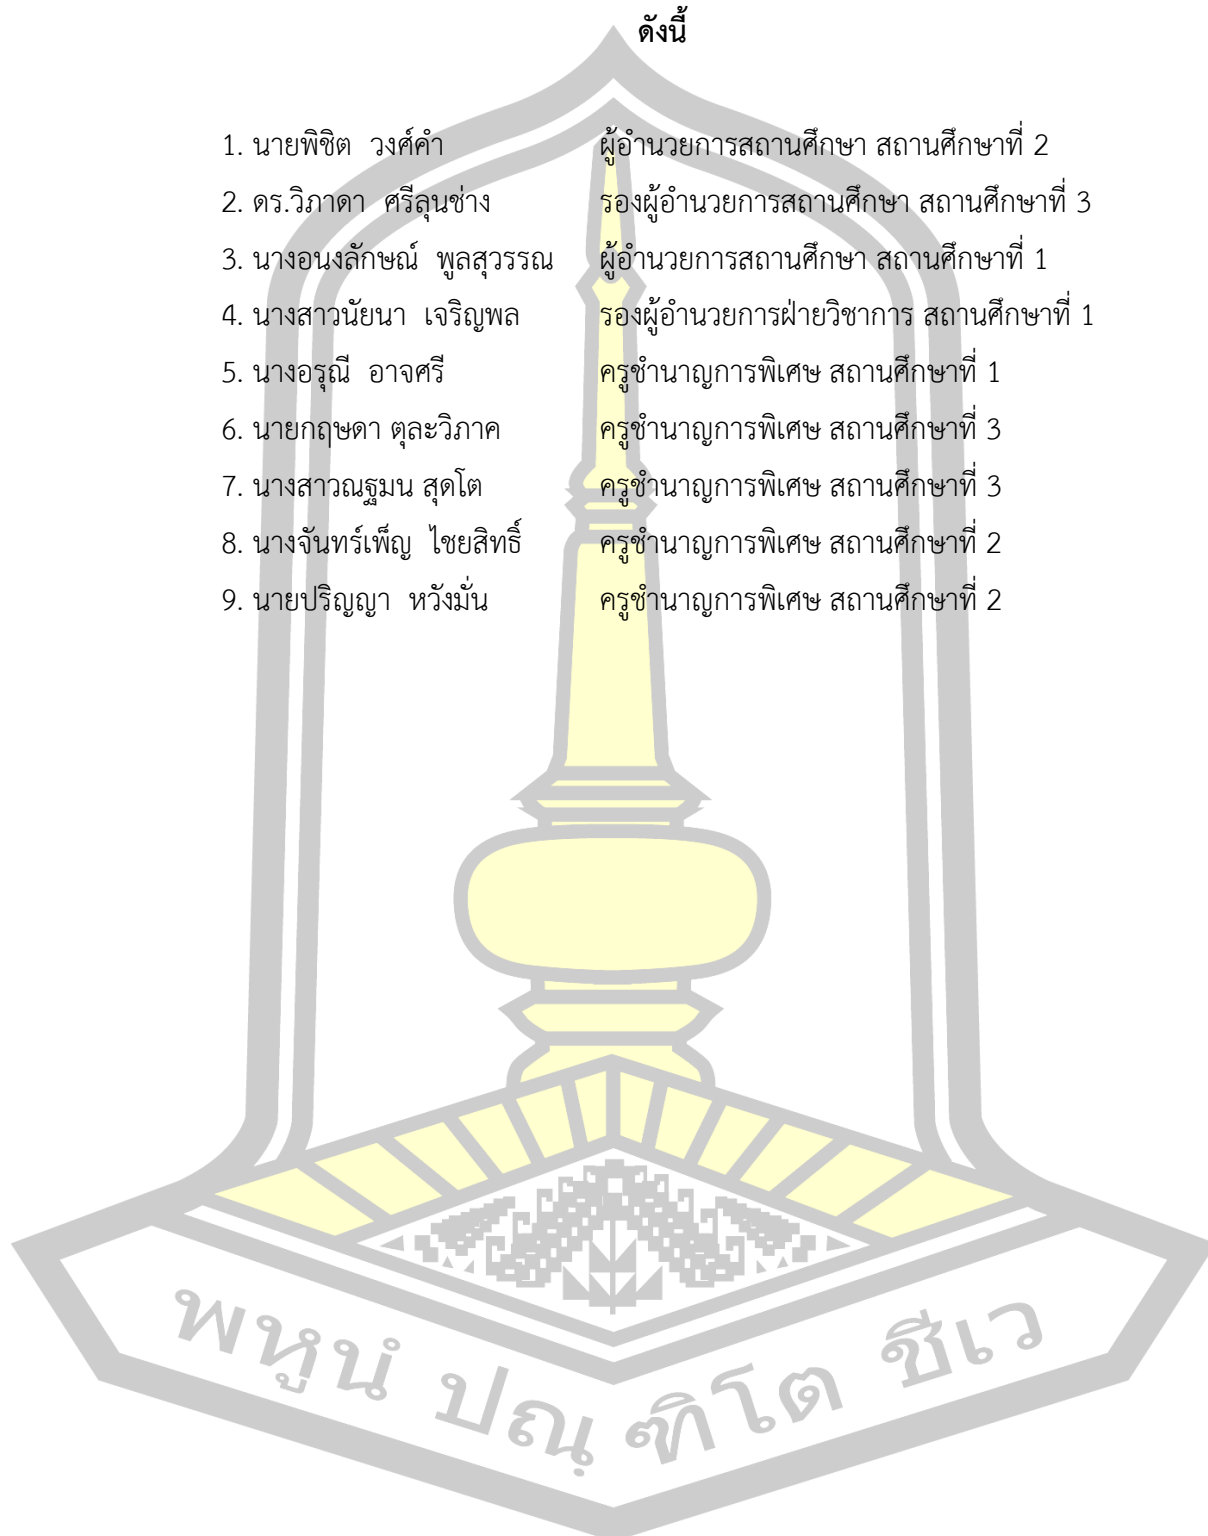 ดังนี้
1. นายพิชิต วงศ์คำ ผู้อำนวยการสถานศึกษา สถานศึกษาที่ 2
2. ดร.วิภาดา ศรีลุนช่าง รองผู้อำนวยการสถานศึกษา สถานศึกษาที่ 3
3. นางอนงลักษณ์ พูลสุวรรณ ผู้อำนวยการสถานศึกษา สถานศึกษาที่ 1
4. นางสาวนัยนา เจริญพล รองผู้อำนวยการฝ่ายวิชาการ สถานศึกษาที่ 1
5. นางอรุณี อาจศรี ครูชำนาญการพิเศษ สถานศึกษาที่ 1
6. นายกฤษดา ตุละวิภาค ครูชำนาญการพิเศษ สถานศึกษาที่ 3
7. นางสาวณฐมน สุดโต ครูชำนาญการพิเศษ สถานศึกษาที่ 3
8. นางจันทร์เพ็ญ ไชยสิทธิ์ ครูชำนาญการพิเศษ สถานศึกษาที่ 2
9. นายปริญญา หวังมั่น ครูชำนาญการพิเศษ สถานศึกษาที่ 2
พหูนํ ปณฺ ฑิโต ชีเว